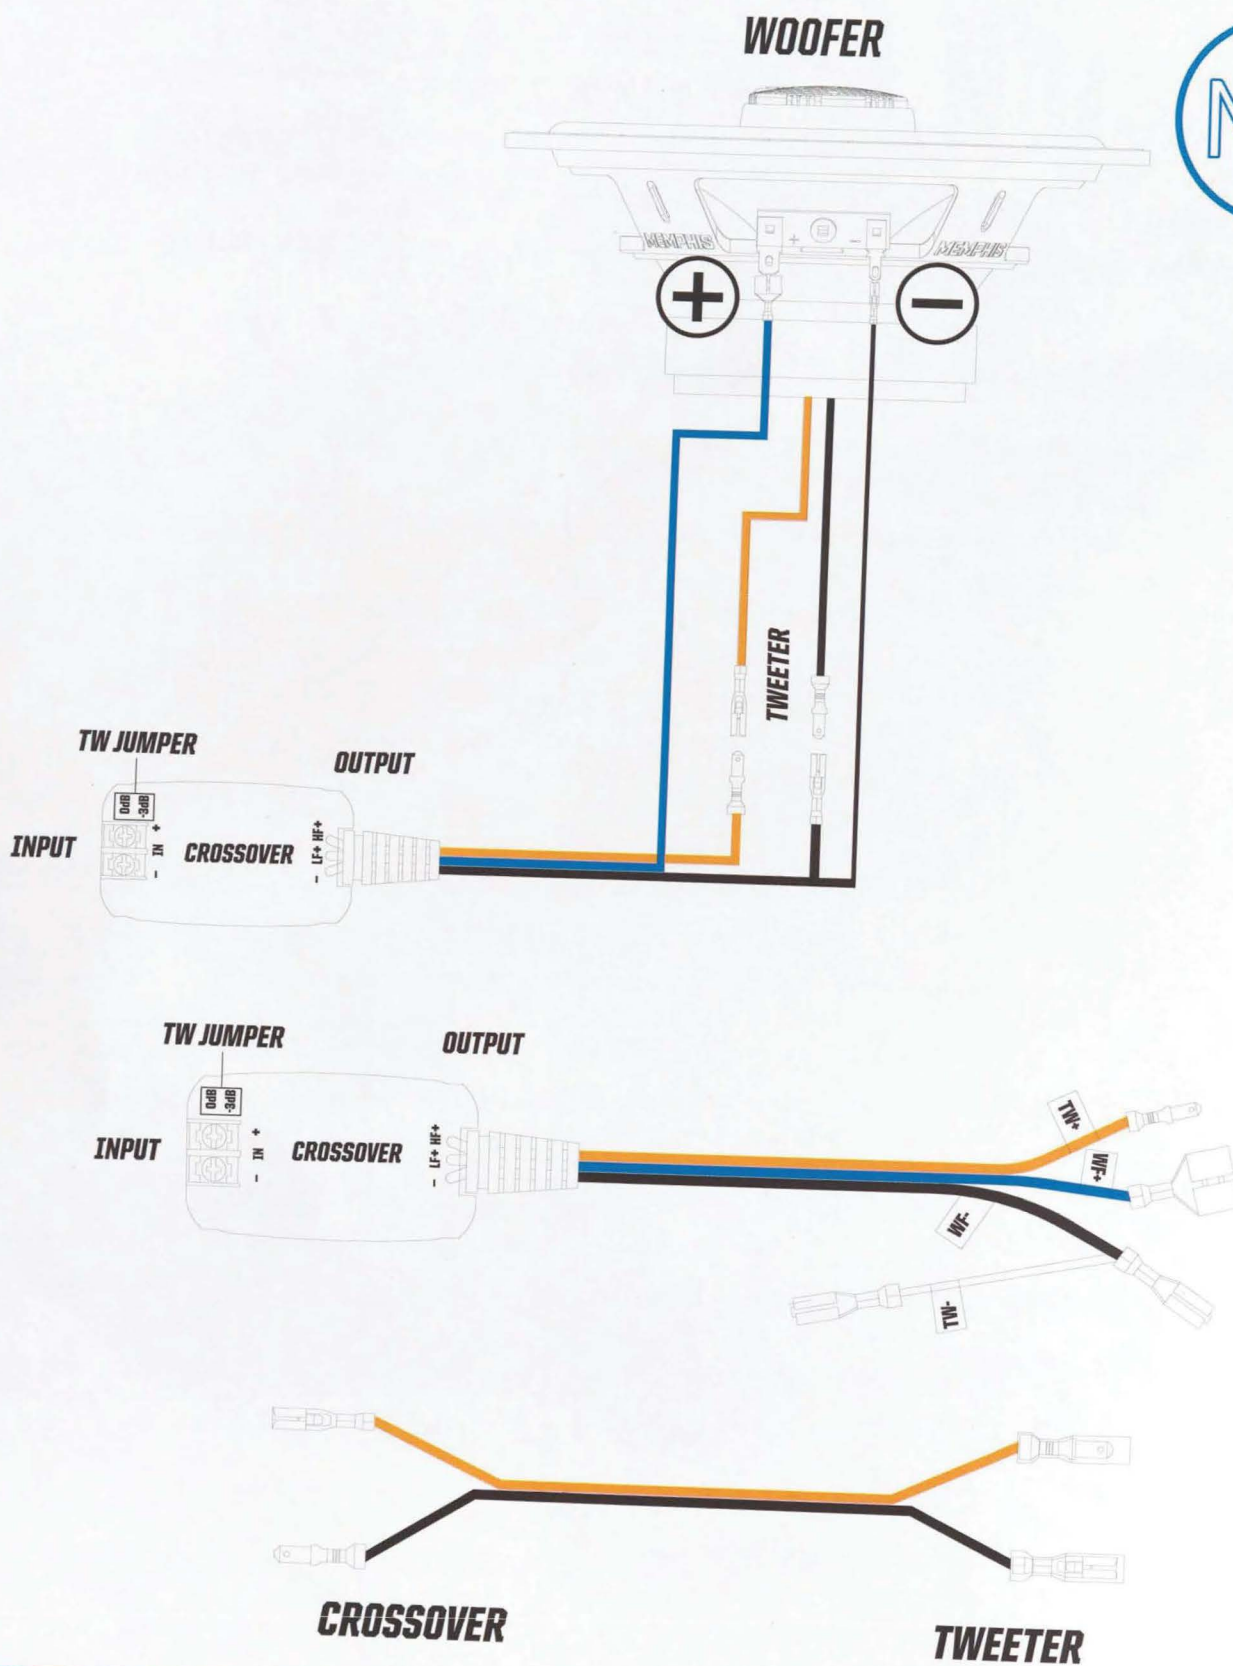 WOOFER
N
MEMPHIS
MEMPHIS
+
-
+
−
TWEETER
TW JUMPER
OUTPUT
0dB
-3dB
INPUT
- IN +
CROSSOVER
- LF+ HF+
TW JUMPER
OUTPUT
0dB
-3dB
INPUT
- IN +
CROSSOVER
- LF+ HF+
TW+
WF+
WF-
TW-
CROSSOVER
TWEETER